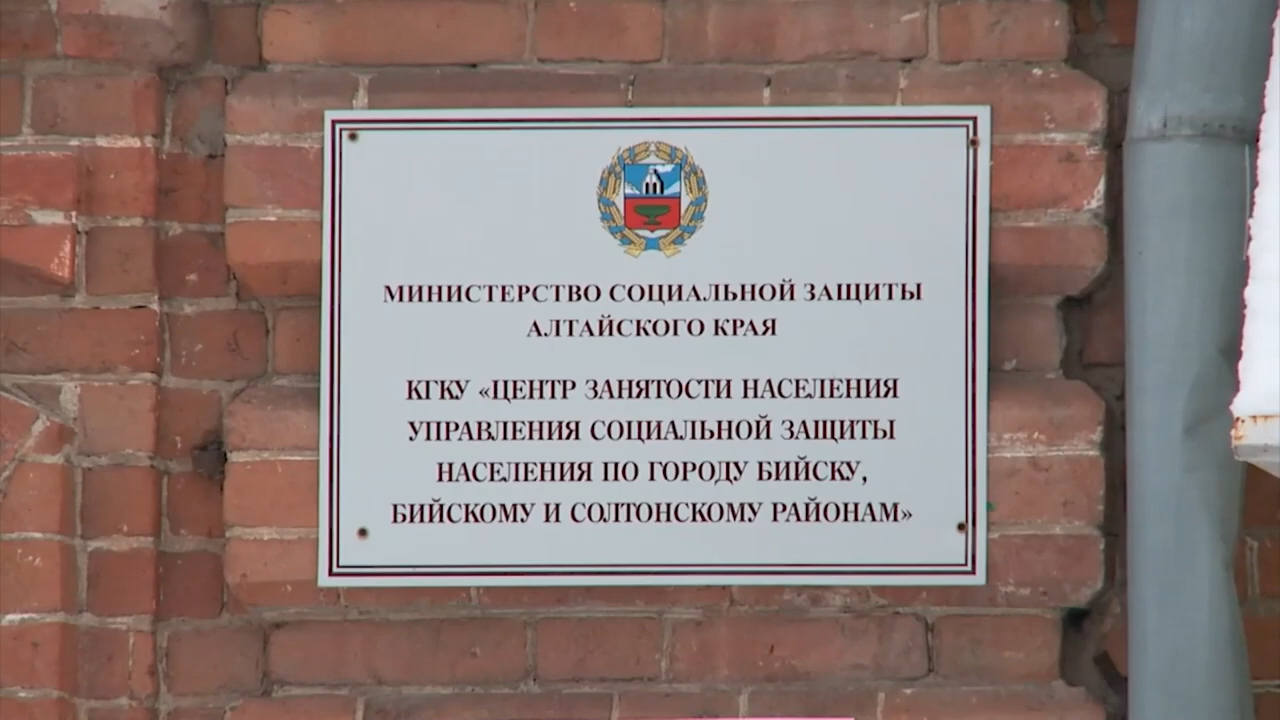 МИНИСТЕРСТВО СОЦИАЛЬНОЙ ЗАЩИТЫ
АЛТАЙСКОГО КРАЯ
КГКУ «ЦЕНТР ЗАНЯТОСТИ НАСЕЛЕНИЯ
УПРАВЛЕНИЯ СОЦИАЛЬНОЙ ЗАЩИТЫ
НАСЕЛЕНИЯ ПО ГОРОДУ БИЙСКУ,
БИЙСКОМУ И СОЛТОНСКОМУ РАЙОНАМ»